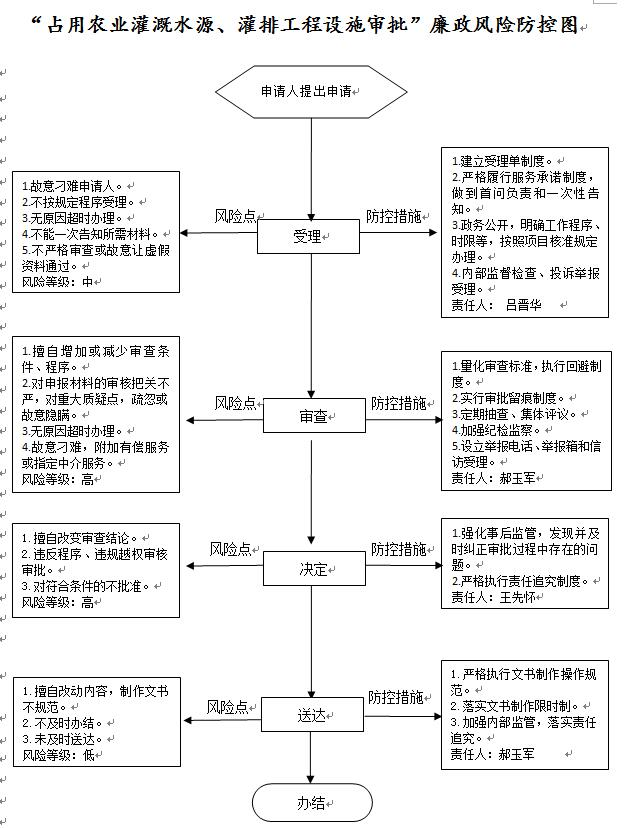 “占用农业灌溉水源、灌排工程设施审批”廉政风险防控图
申请人提出申请
1.故意刁难申请人。
2.不按规定程序受理。
3.无原因超时办理。
4.不能一次告知所需材料。
5.不严格审查或故意让虚假
资料通过。
风险等级：中
风险点
受理
防控措施
1.建立受理单制度。
2.严格履行服务承诺制度，
做到首问负责和一次性告
知。
3.政务公开，明确工作程序、
时限等，按照项目核准规定
办理。
4.内部监督检查、投诉举报
受理。
责任人： 吕晋华
1.擅自增加或减少审查条
件、程序。
2.对申报材料的审核把关不
严，对重大质疑点，疏忽或
故意隐瞒。
3.无原因超时办理。
4.故意刁难，附加有偿服务
或指定中介服务。
风险等级：高
风险点
审查
防控措施
1.量化审查标准，执行回避制
度。
2.实行审批留痕制度。
3.定期抽查、集体评议。
4.加强纪检监察。
5.设立举报电话、举报箱和信
访受理。
责任人：郝玉军
1.擅自改变审查结论。
2.违反程序、违规越权审核
审批。
3.对符合条件的不批准。
风险等级：高
风险点
决定
防控措施
1.强化事后监管，发现并及
时纠正审批过程中存在的问
题。
2.严格执行责任追究制度。
责任人：王先怀
1.擅自改动内容，制作文书
不规范。
2.不及时办结。
3.未及时送达。
风险等级：低
风险点
送达
防控措施
1.严格执行文书制作操作规
范。
2.落实文书制作限时制。
3.加强内部监管，落实责任
追究。
责任人：郝玉军
办结